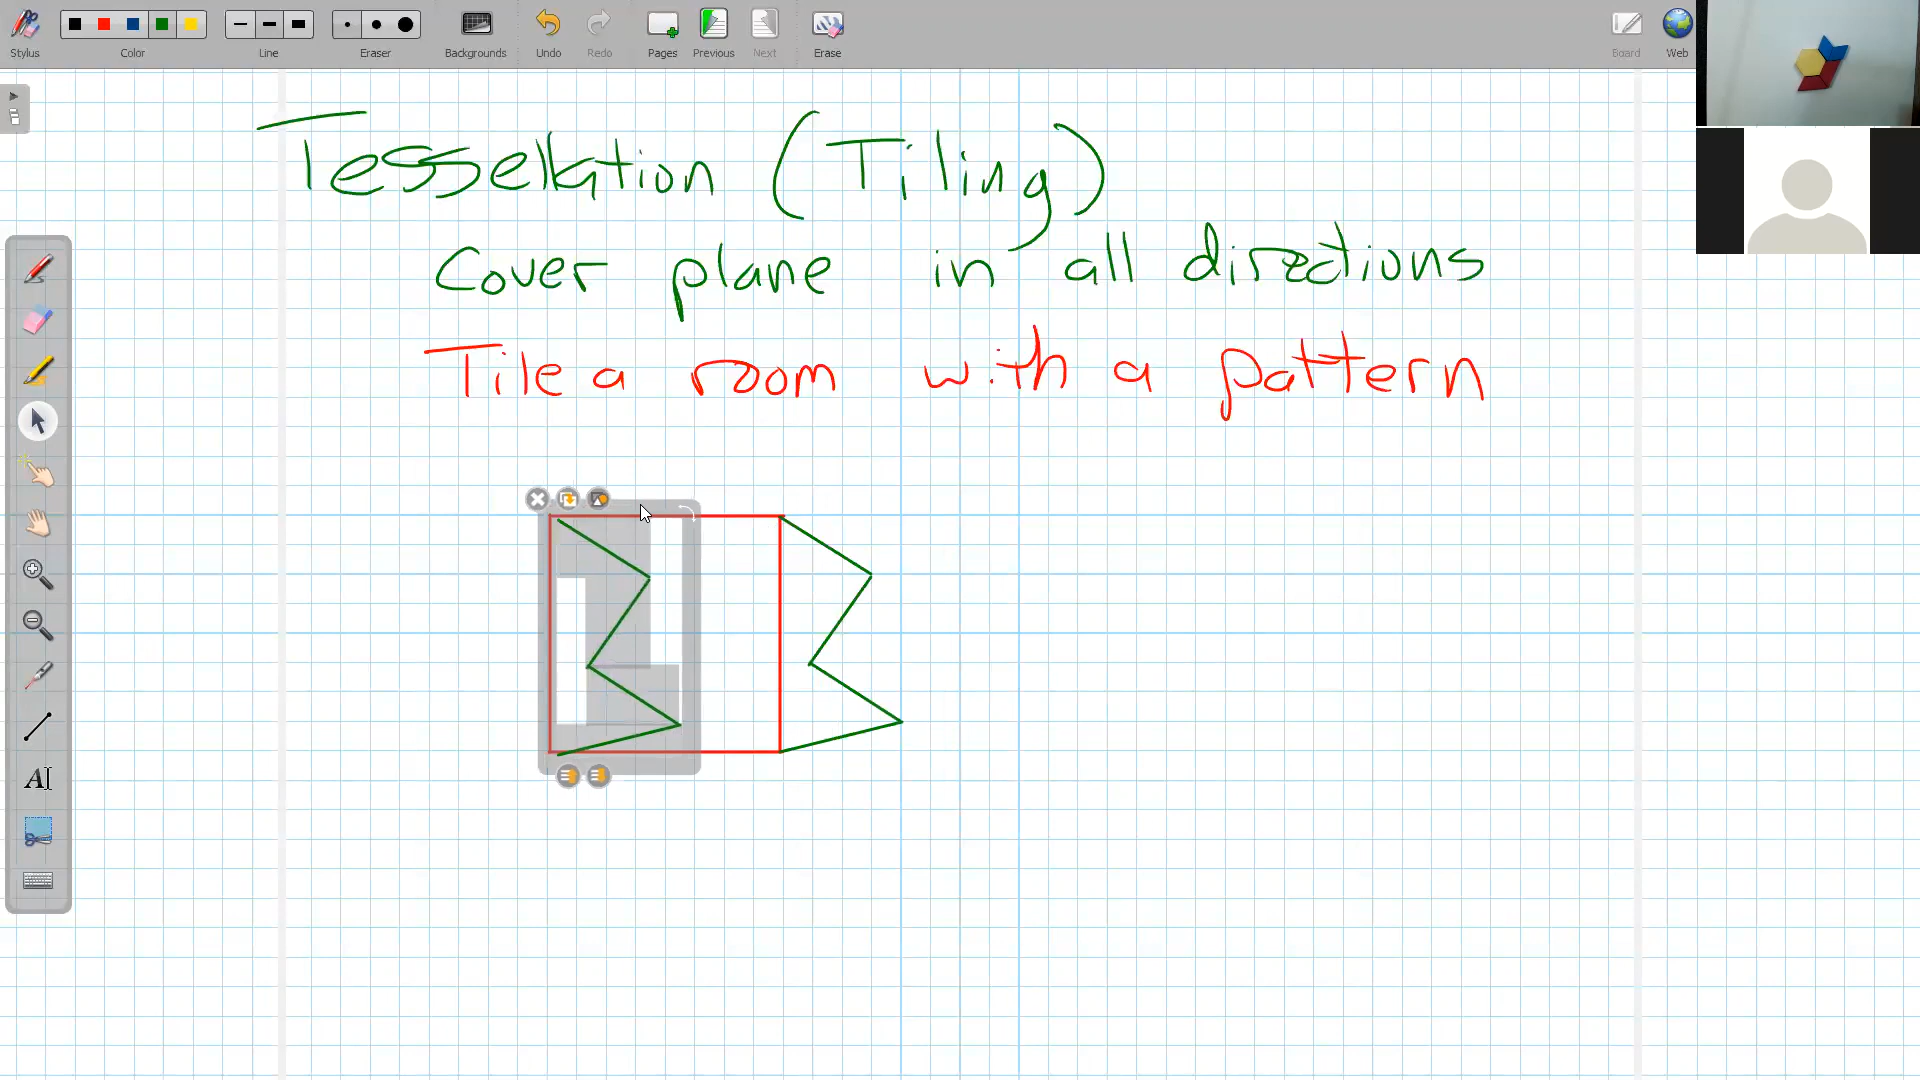 Stylus
Color
Line
Eraser
Backgrounds
Undo
Redo
Pages
Previous
Next
Erase
Board
Web
Tessellation (Tiling)
Cover plane in all directions
Tile a room with a pattern